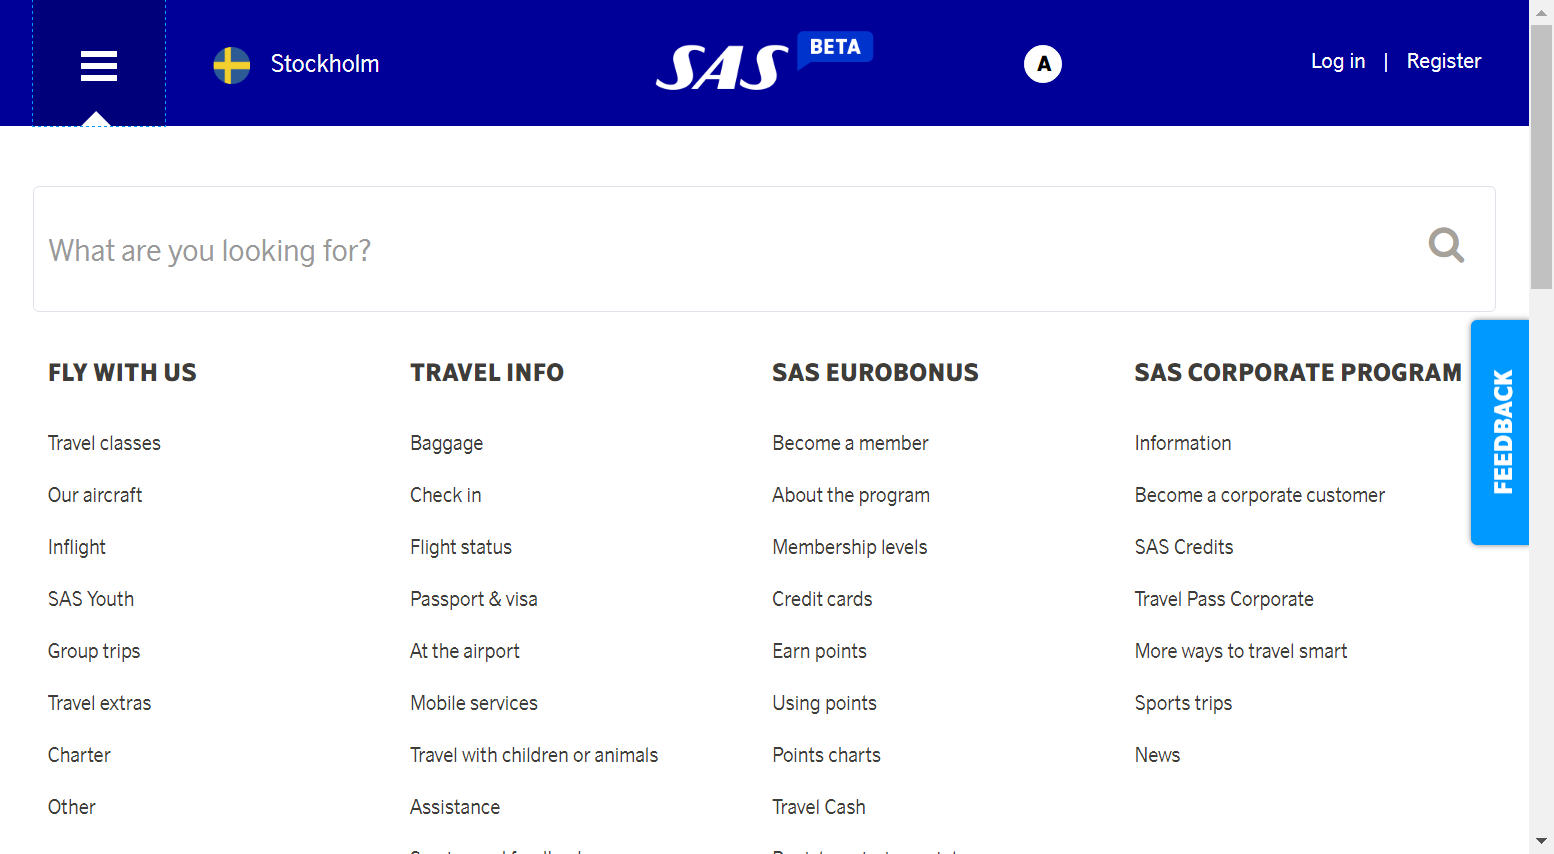 Stockholm
SAS BETA
A
Log in | Register
What are you looking for?
FLY WITH US
Travel classes
Our aircraft
Inflight
SAS Youth
Group trips
Travel extras
Charter
Other
TRAVEL INFO
Baggage
Check in
Flight status
Passport & visa
At the airport
Mobile services
Travel with children or animals
Assistance
SAS EUROBONUS
Become a member
About the program
Membership levels
Credit cards
Earn points
Using points
Points charts
Travel Cash
SAS CORPORATE PROGRAM
Information
Become a corporate customer
SAS Credits
Travel Pass Corporate
More ways to travel smart
Sports trips
News
FEEDBACK